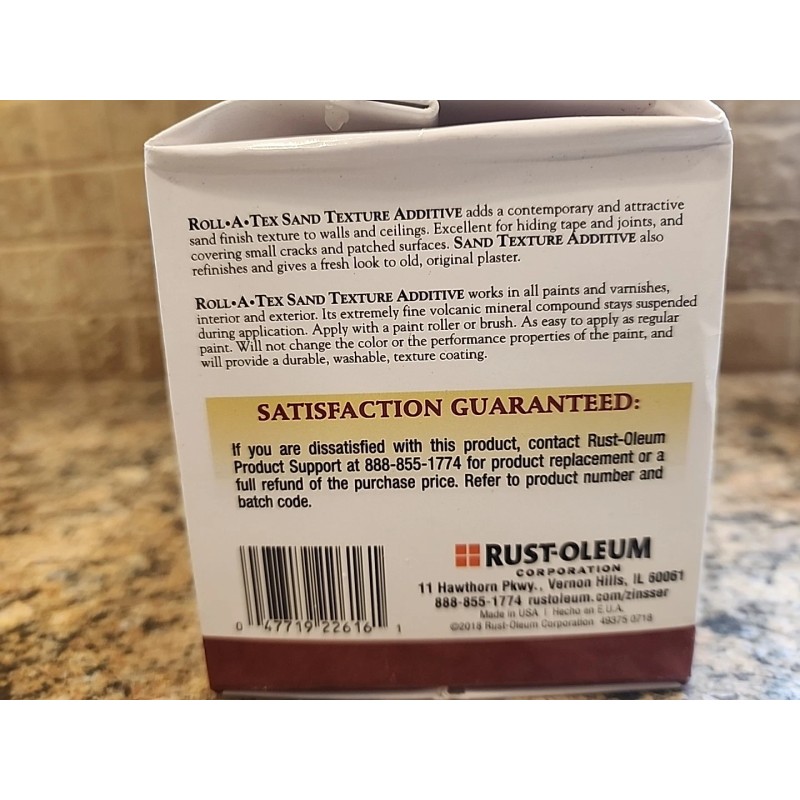 ROLL•A•TEX SAND TEXTURE ADDITIVE adds a contemporary and attractive
sand finish texture to walls and ceilings. Excellent for hiding tape and joints, and
covering small cracks and patched surfaces. SAND TEXTURE ADDITIVE also
refinishes and gives a fresh look to old, original plaster.
ROLL•A•TEX SAND TEXTURE ADDITIVE works in all paints and varnishes,
interior and exterior. Its extremely fine volcanic mineral compound stays suspended
during application. Apply with a paint roller or brush. As easy to apply as regular
paint. Will not change the color or the performance properties of the paint, and
will provide a durable, washable, texture coating.
SATISFACTION GUARANTEED:
If you are dissatisfied with this product, contact Rust-Oleum
Product Support at 888-855-1774 for product replacement or a
full refund of the purchase price. Refer to product number and
batch code.
RUST-OLEUM
CORPORATION
11 Hawthorn Pkwy., Vernon Hills, IL 60061
888-855-1774 rustoleum.com/zinsser
Made in USA | Hecho en E.U.A.
©2018 Rust-Oleum Corporation 49375 0718
0 47719 22616 1